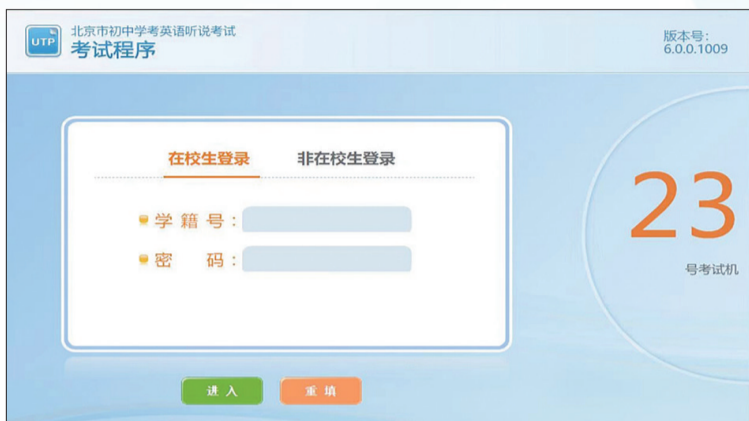 UTP
北京市初中学考英语听说考试
考试程序
版本号:
6.0.0.1009
在校生登录 非在校生登录
学籍号:
密码:
23
号考试机
进入 重填